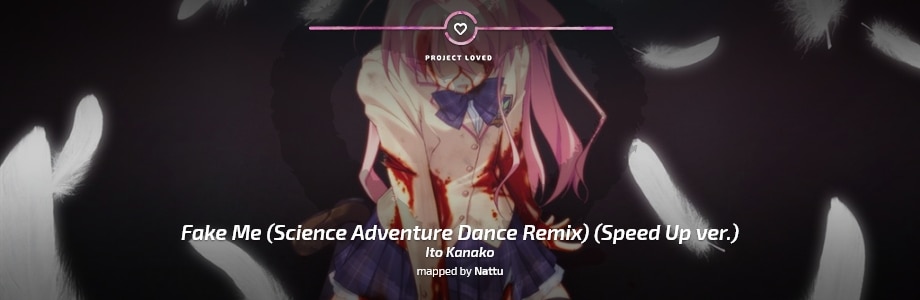 PROJECT LOVED
Fake Me (Science Adventure Dance Remix) (Speed Up ver.)
Ito Kanako
mapped by Nattu